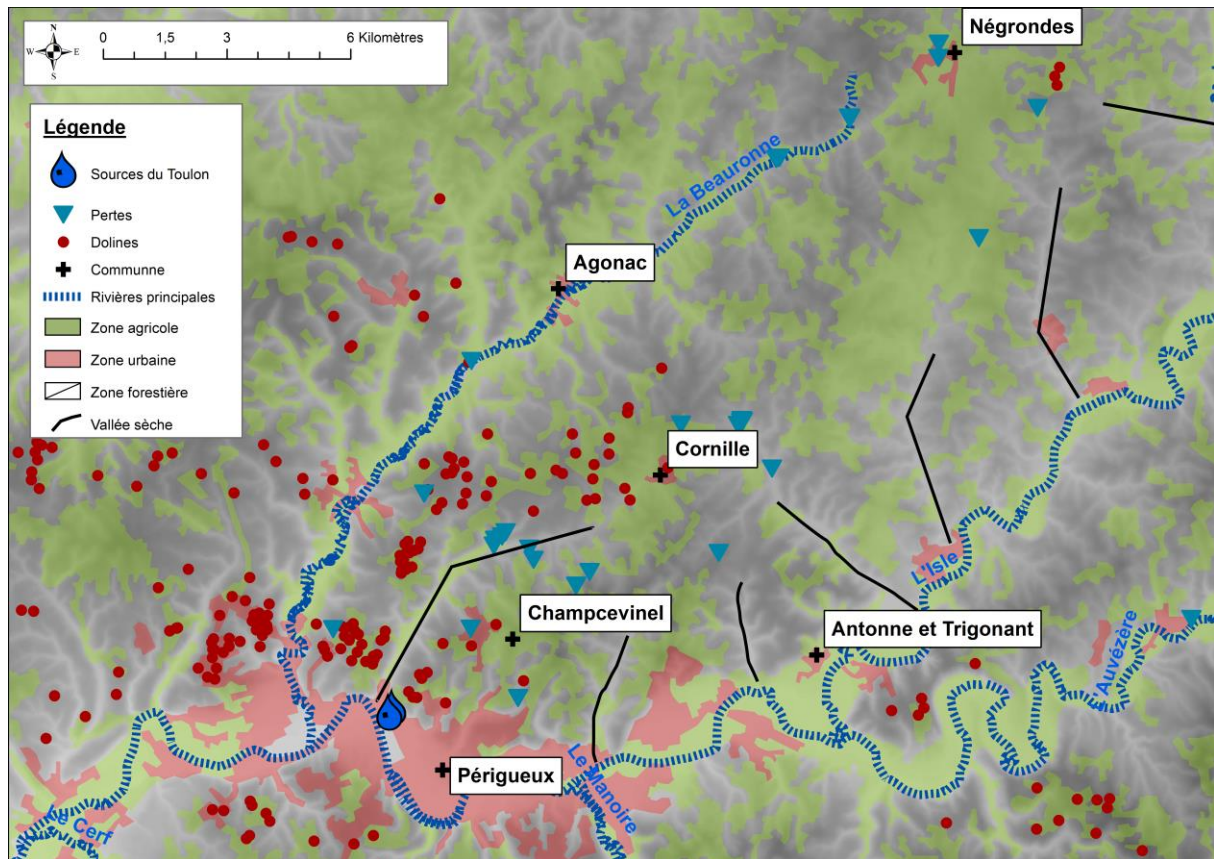 N
W
E
S
0 1,5 3 6 Kilomètres
Légende
Sources du Toulon
Pertes
Dolines
Communne
Rivières principales
Zone agricole
Zone urbaine
Zone forestière
Vallée sèche
Négrondes
La Beauronne
Agonac
Cornille
L'Isle
Champcevinel
Antonne et Trigonant
L'Auvézère
Périgueux
Le Manoire
Le Cerf